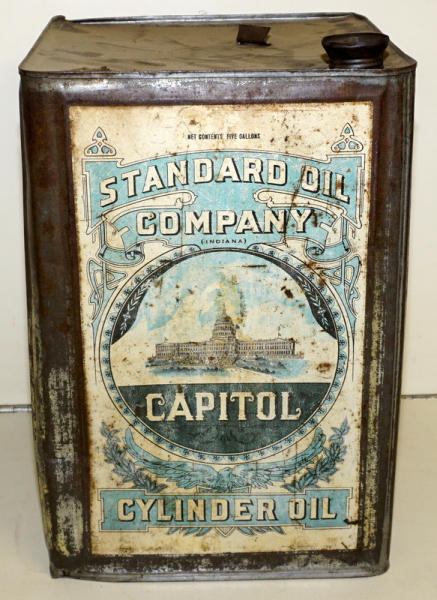 NET CONTENTS FIVE GALLONS
STANDARD OIL
COMPANY
(INDIANA)
CAPITOL
CYLINDER OIL